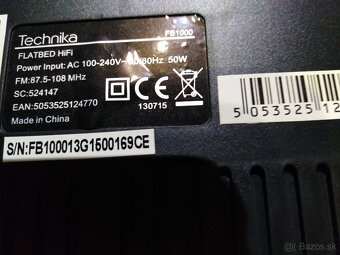 Technika
FB1000
FLATBED HiFi
Power Input: AC 100-240V~50/60Hz 50W
FM:87.5-108 MHz
SC:524147
EAN:5053525124770
130715
Made in China
5 053525 12
S/N:FB100013G1500169CE
bazos.sk